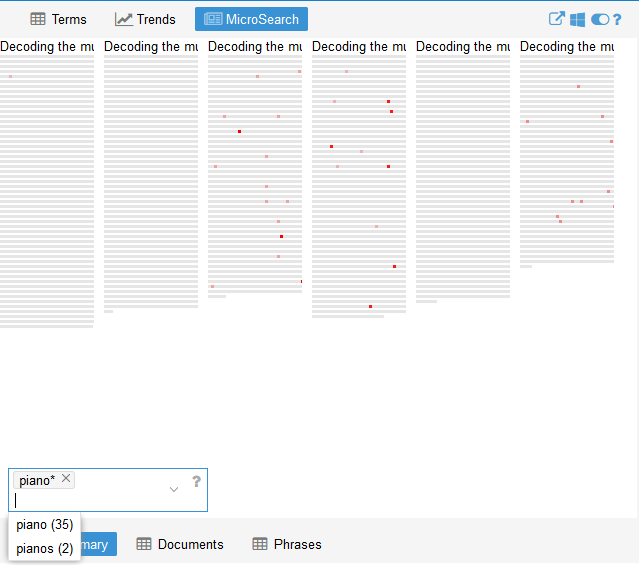 Terms Trends MicroSearch ?
Decoding the mu Decoding the mu Decoding the mu Decoding the mu Decoding the mu Decoding the mu
piano* ?
piano (35)
pianos (2)
mary Documents Phrases